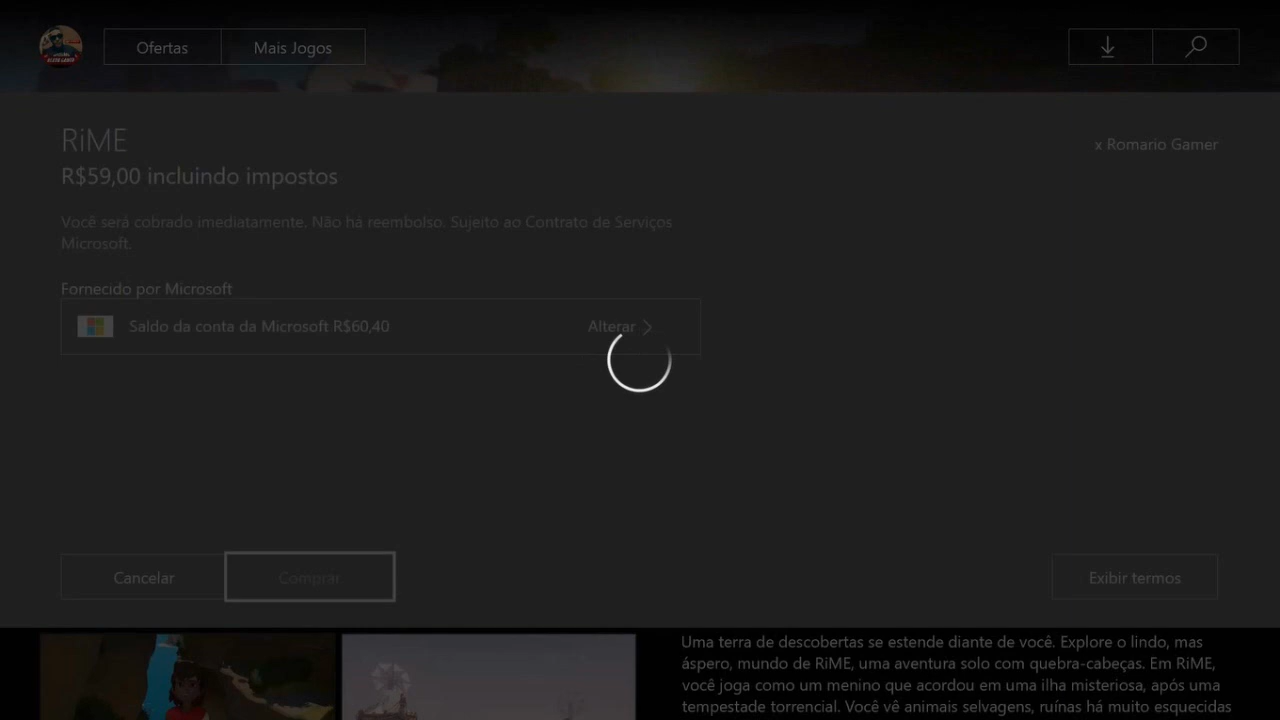 Ofertas
Mais Jogos
RiME
x Romario Gamer
R$59,00 incluindo impostos
Você será cobrado imediatamente. Não há reembolso. Sujeito ao Contrato de Serviços
Microsoft.
Fornecido por Microsoft
Saldo da conta da Microsoft R$60,40
Alterar
Cancelar
Comprar
Exibir termos
Uma terra de descobertas se estende diante de você. Explore o lindo, mas
áspero, mundo de RiME, uma aventura solo com quebra-cabeças. Em RiME,
você joga como um menino que acordou em uma ilha misteriosa, após uma
tempestade torrencial. Você vê animais selvagens, ruínas há muito esquecidas